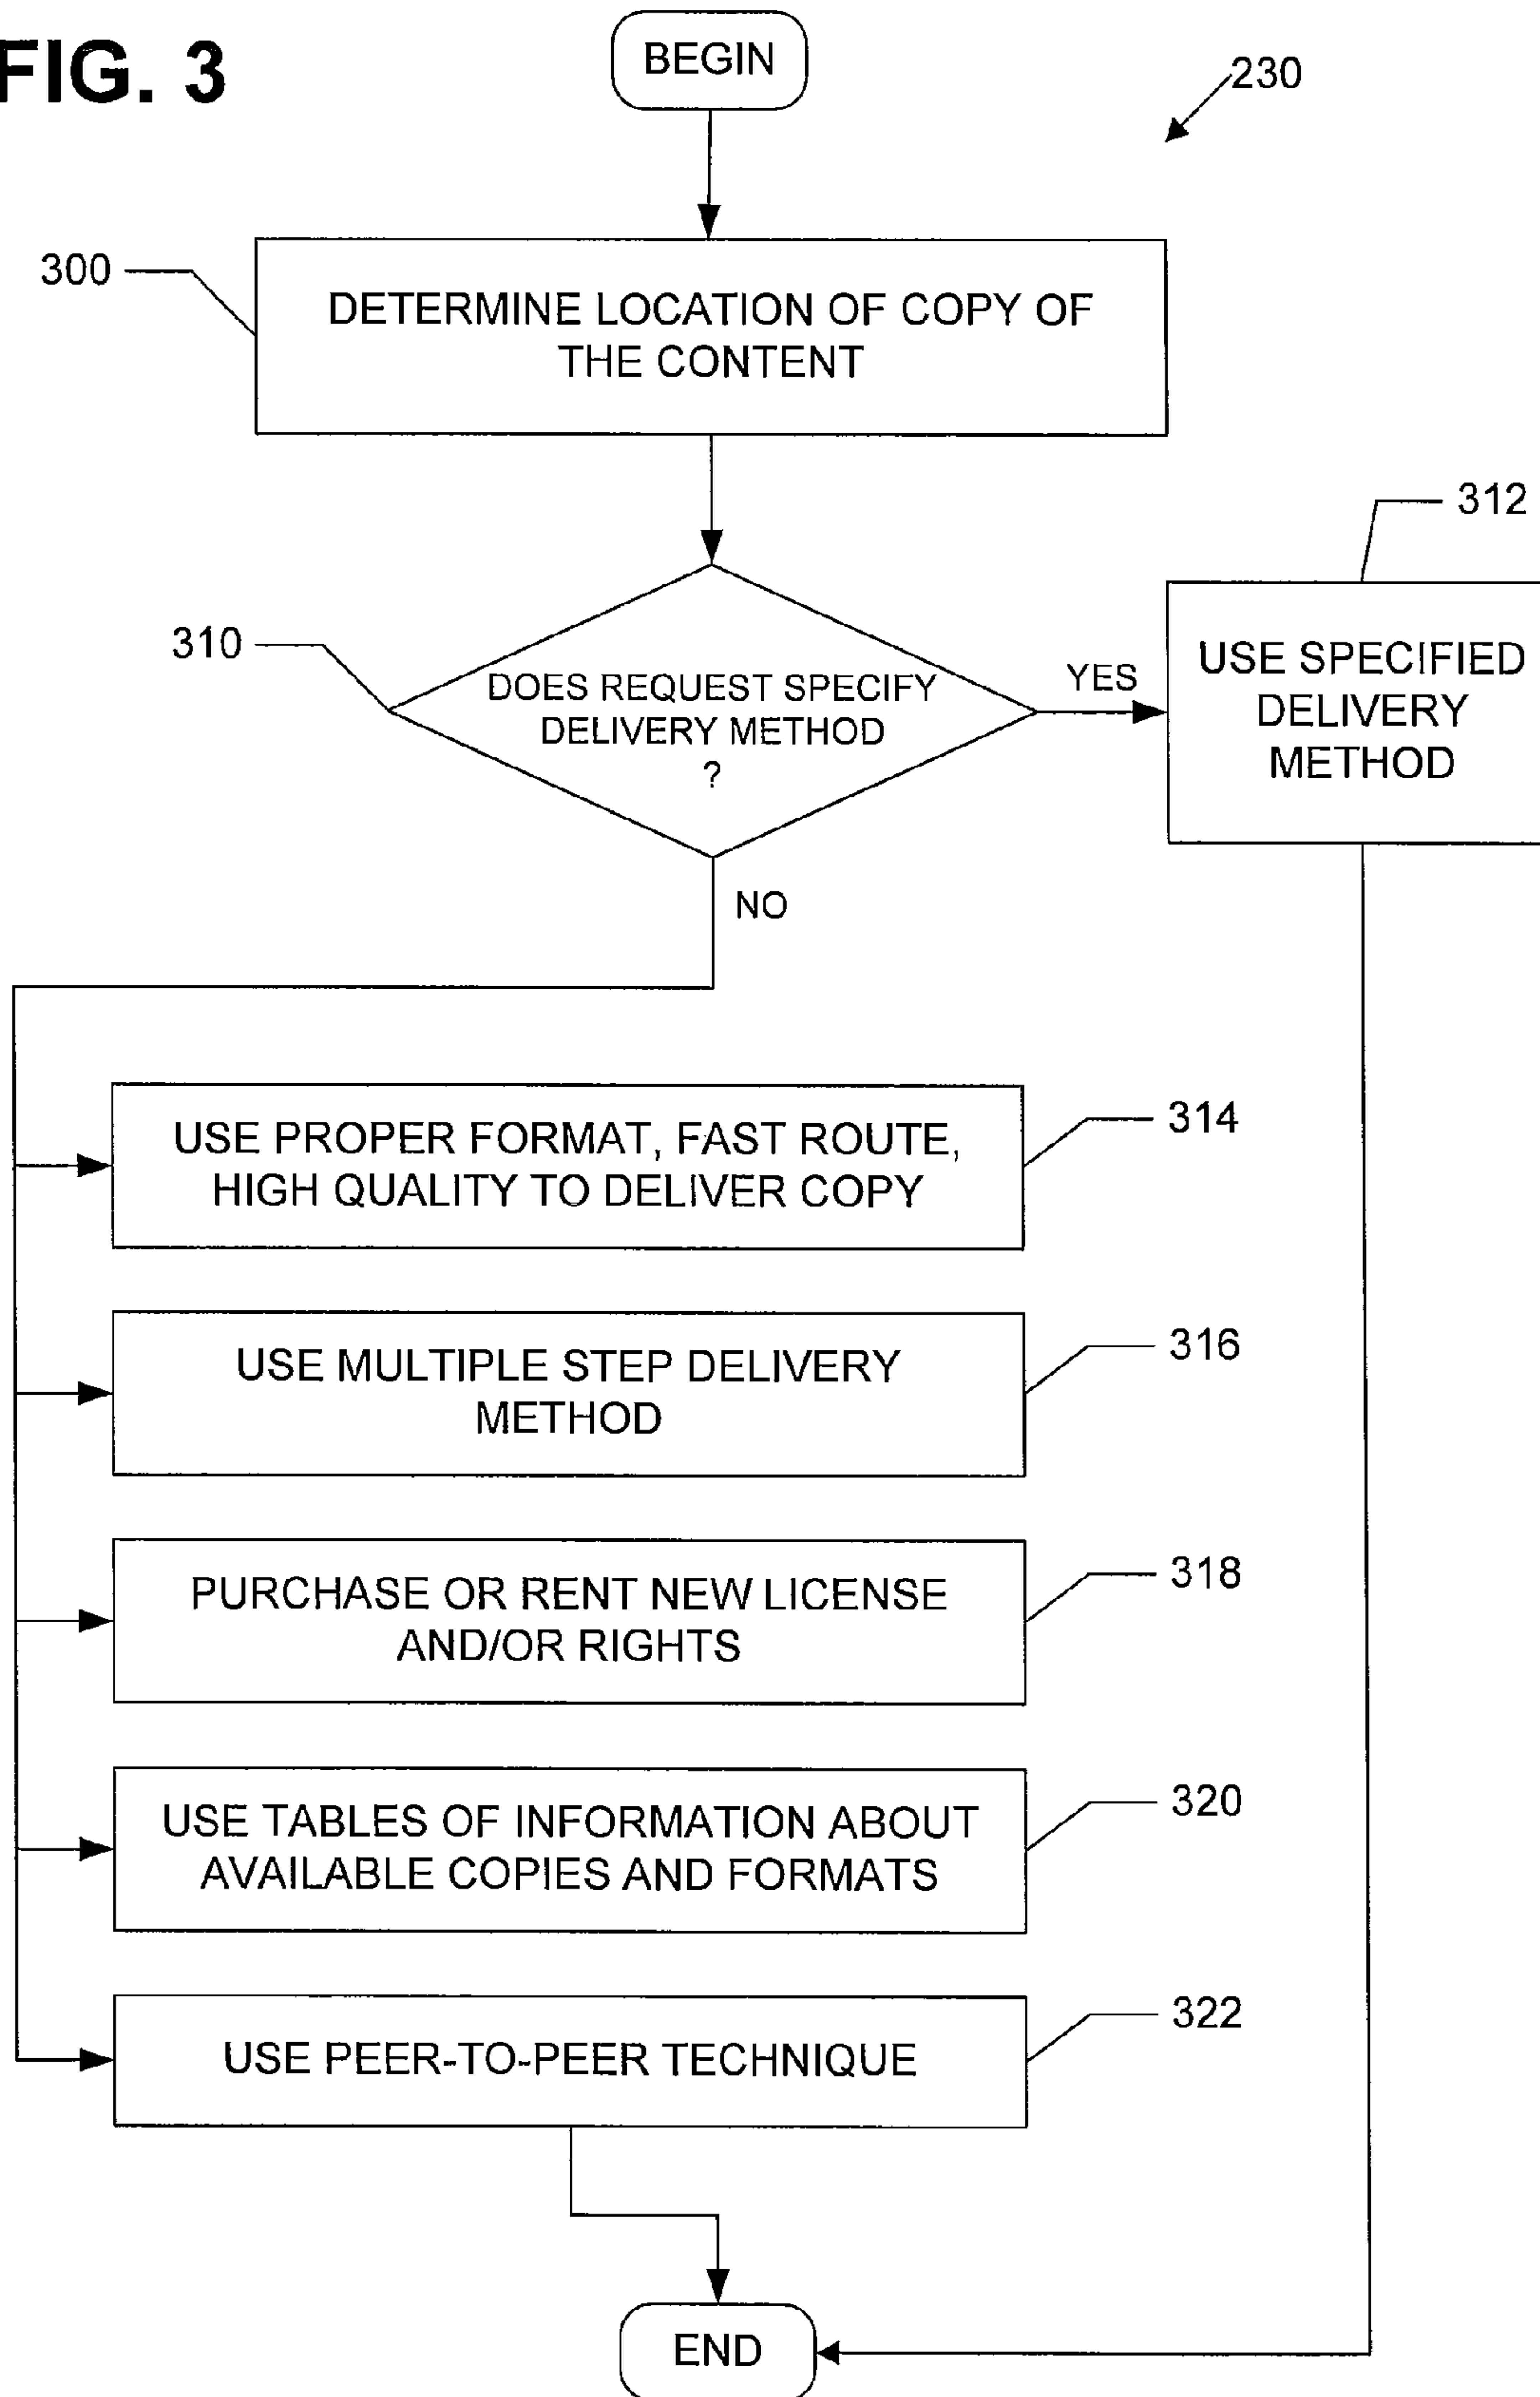 FIG. 3
BEGIN
230
300
DETERMINE LOCATION OF COPY OF
THE CONTENT
312
310
DOES REQUEST SPECIFY
DELIVERY METHOD
?
YES
USE SPECIFIED
DELIVERY
METHOD
NO
314
USE PROPER FORMAT, FAST ROUTE,
HIGH QUALITY TO DELIVER COPY
316
USE MULTIPLE STEP DELIVERY
METHOD
318
PURCHASE OR RENT NEW LICENSE
AND/OR RIGHTS
320
USE TABLES OF INFORMATION ABOUT
AVAILABLE COPIES AND FORMATS
322
USE PEER-TO-PEER TECHNIQUE
END